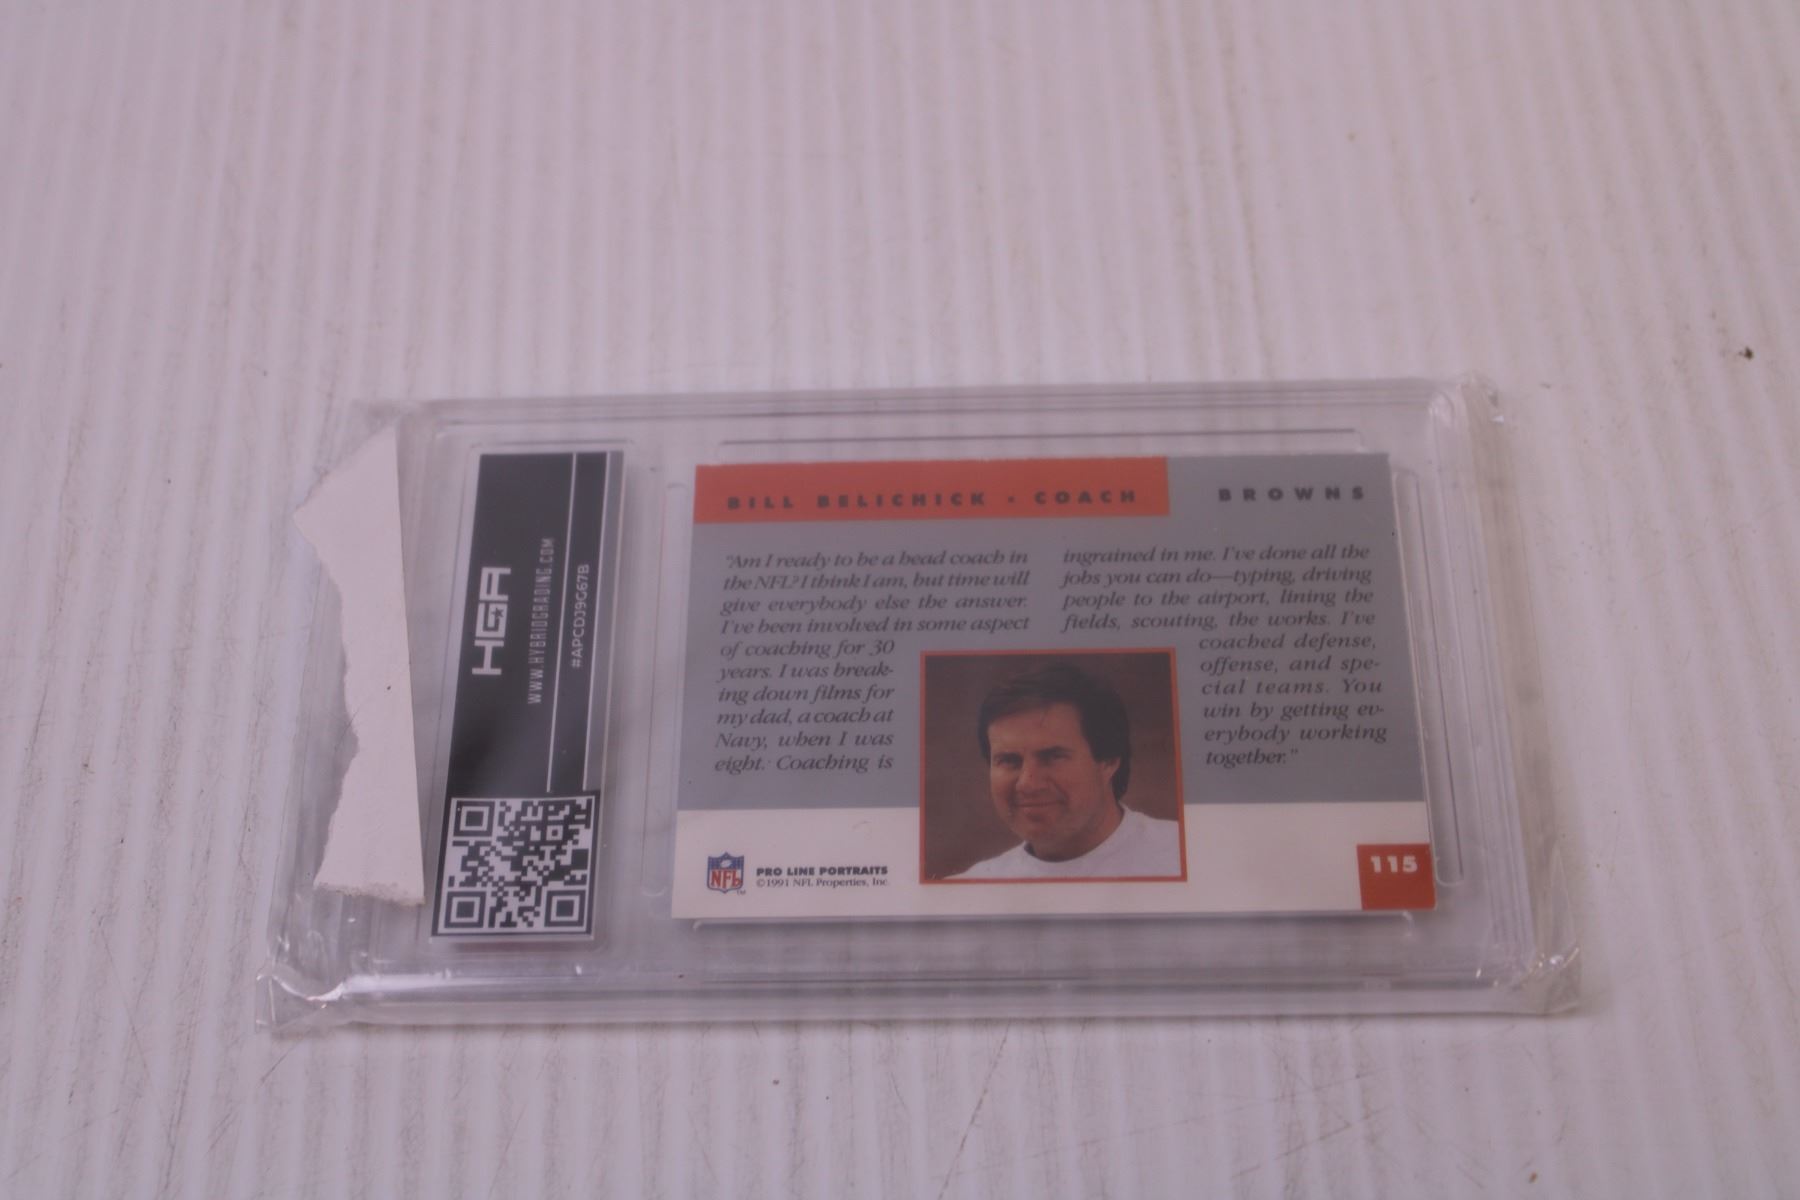 HGA
WWW.HYBRIDGRADING.COM
#APCDJ9G67B
BILL BELICHICK • COACH
BROWNS
"Am I ready to be a head coach in
the NFL? I think I am, but time will
give everybody else the answer.
I've been involved in some aspect
of coaching for 30
years. I was break-
ing down films for
my dad, a coach at
Navy, when I was
eight. Coaching is
ingrained in me. I've done all the
jobs you can do—typing, driving
people to the airport, lining the
fields, scouting, the works. I've
coached defense,
offense, and spe-
cial teams. You
win by getting ev-
erybody working
together."
NFL
TM
PRO LINE PORTRAITS
©1991 NFL Properties, Inc.
115